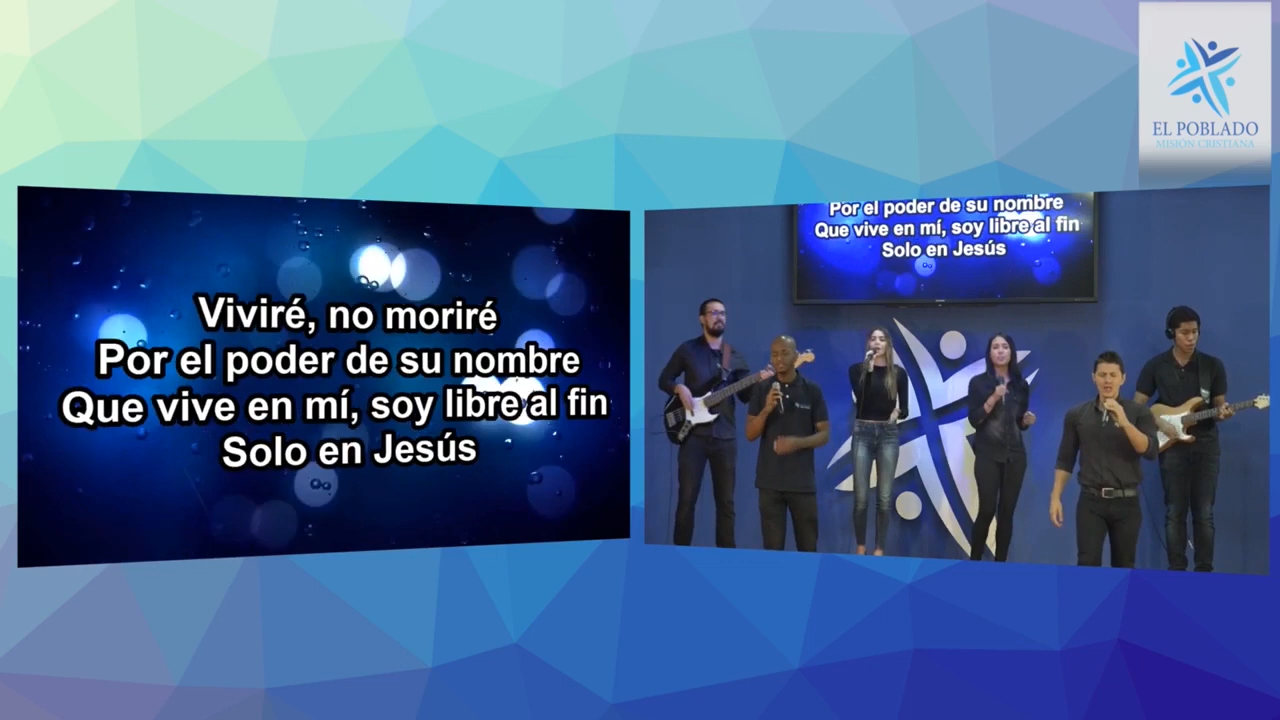 EL POBLADO
MISIÓN CRISTIANA
Viviré, no moriré
Por el poder de su nombre
Que vive en mí, soy libre al fin
Solo en Jesús
Por el poder de su nombre
Que vive en mí, soy libre al fin
Solo en Jesús